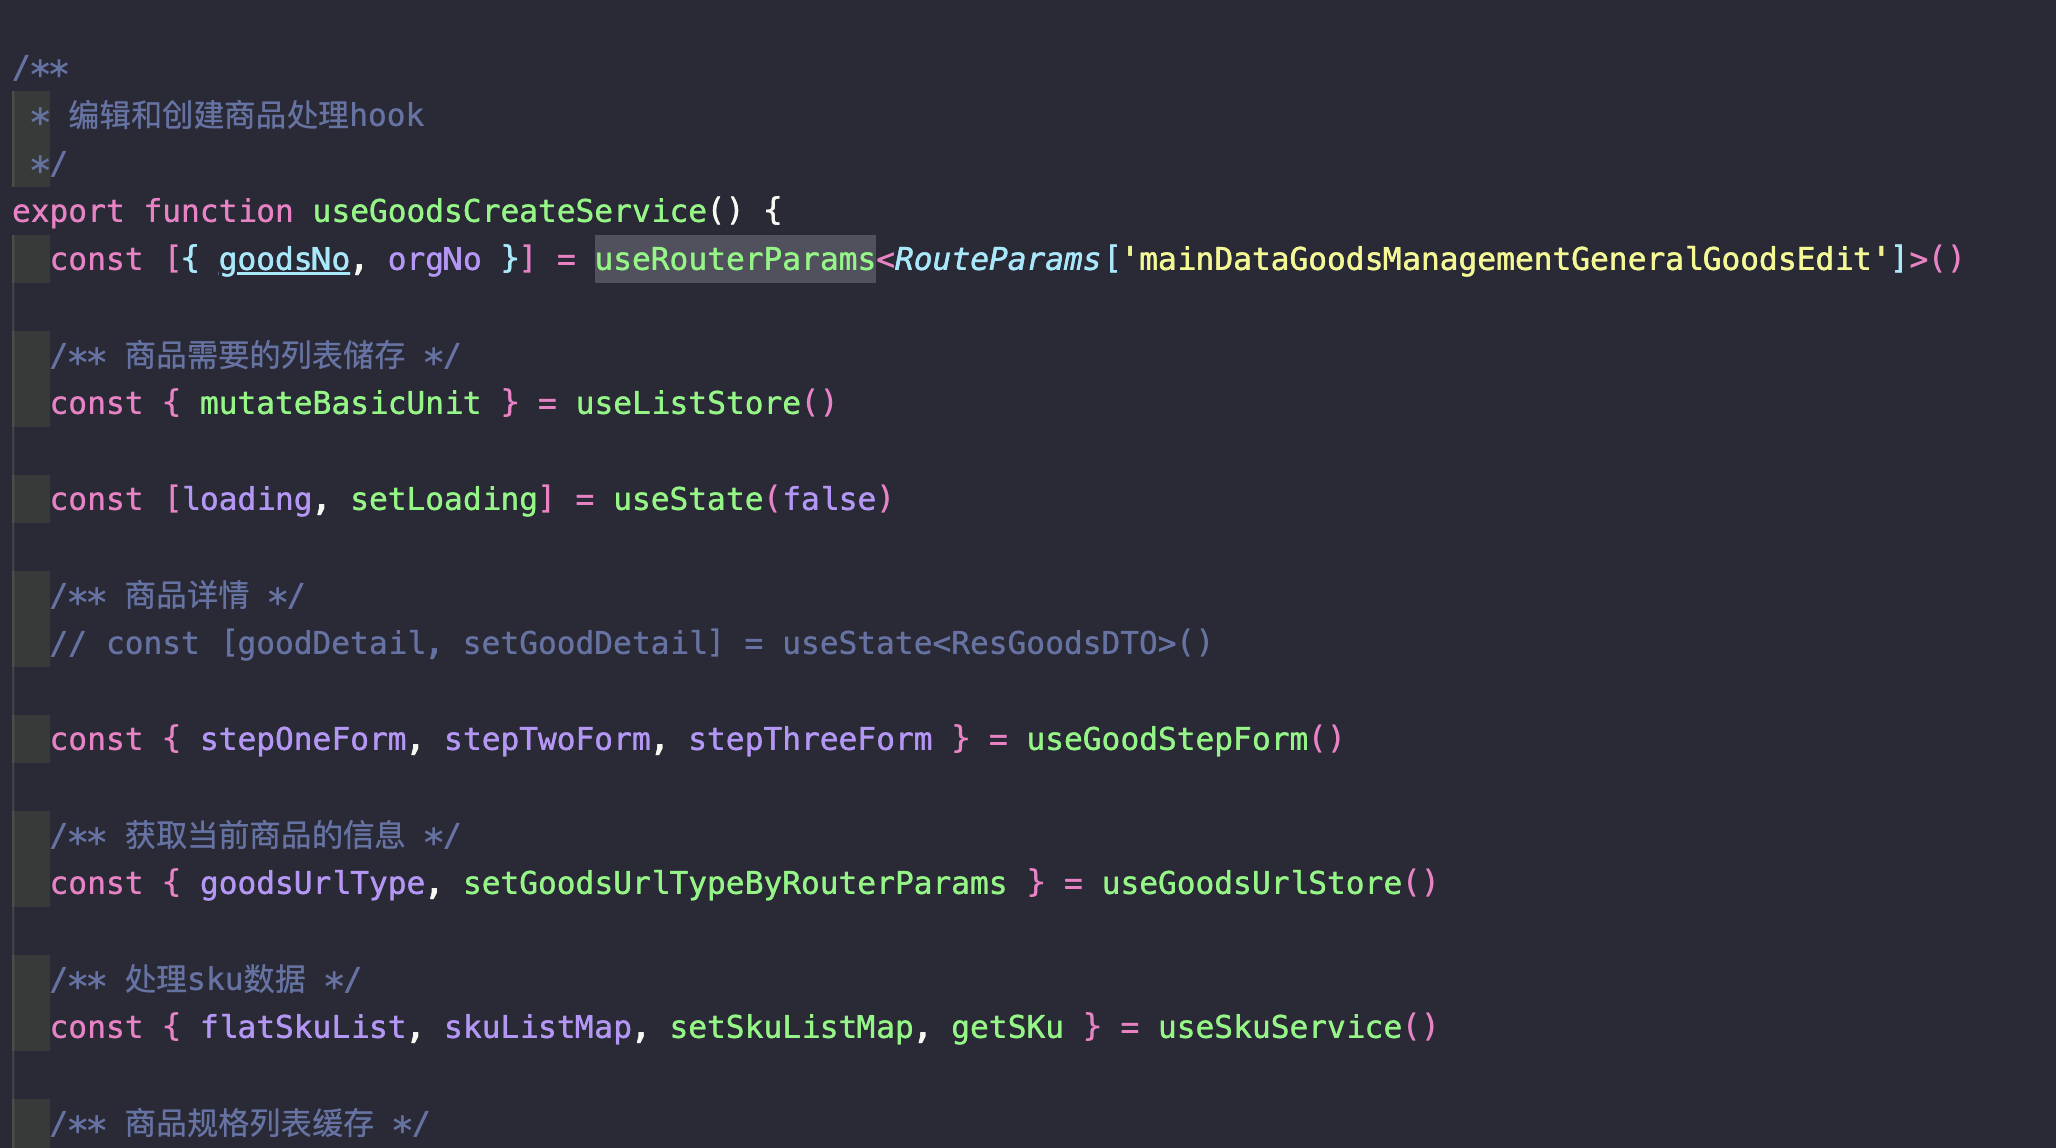 /**
 * 编辑和创建商品处理hook
 */
export function useGoodsCreateService() {
  const [{ goodsNo, orgNo }] = useRouterParams<RouteParams['mainDataGoodsManagementGeneralGoodsEdit']>()
  /** 商品需要的列表储存 */
  const { mutateBasicUnit } = useListStore()
  const [loading, setLoading] = useState(false)
  /** 商品详情 */
  // const [goodDetail, setGoodDetail] = useState<ResGoodsDTO>()
  const { stepOneForm, stepTwoForm, stepThreeForm } = useGoodStepForm()
  /** 获取当前商品的信息 */
  const { goodsUrlType, setGoodsUrlTypeByRouterParams } = useGoodsUrlStore()
  /** 处理sku数据 */
  const { flatSkuList, skuListMap, setSkuListMap, getSKu } = useSkuService()
  /** 商品规格列表缓存 */